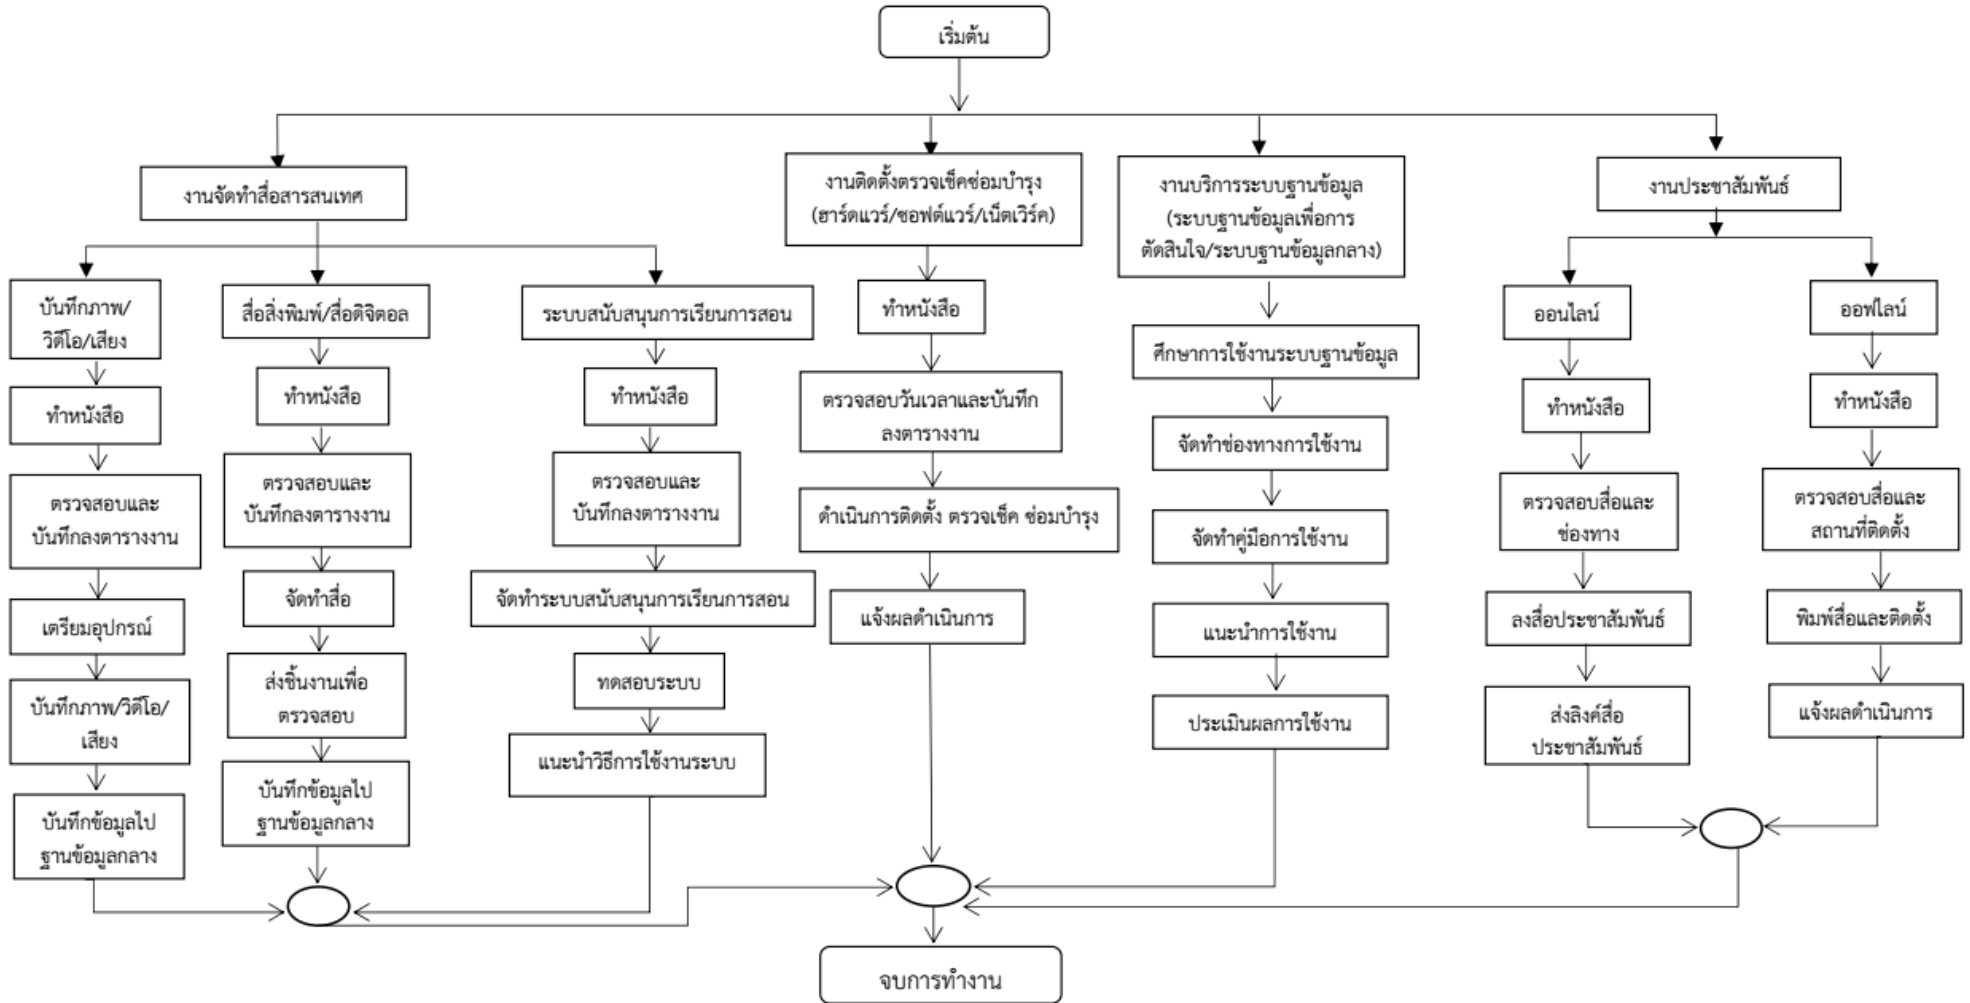 เริ่มต้น
งานจัดทำสื่อสารสนเทศ
บันทึกภาพ/
วิดีโอ/เสียง
ทำหนังสือ
ตรวจสอบและ
บันทึกลงตารางงาน
เตรียมอุปกรณ์
บันทึกภาพ/วิดีโอ/
เสียง
บันทึกข้อมูลไป
ฐานข้อมูลกลาง
สื่อสิ่งพิมพ์/สื่อดิจิตอล
ทำหนังสือ
ตรวจสอบและ
บันทึกลงตารางงาน
จัดทำสื่อ
ส่งชิ้นงานเพื่อ
ตรวจสอบ
บันทึกข้อมูลไป
ฐานข้อมูลกลาง
ระบบสนับสนุนการเรียนการสอน
ทำหนังสือ
ตรวจสอบและ
บันทึกลงตารางงาน
จัดทำระบบสนับสนุนการเรียนการสอน
ทดสอบระบบ
แนะนำวิธีการใช้งานระบบ
งานติดตั้งตรวจเช็คซ่อมบำรุง
(ฮาร์ดแวร์/ซอฟต์แวร์/เน็ตเวิร์ค)
ทำหนังสือ
ตรวจสอบวันเวลาและบันทึก
ลงตารางงาน
ดำเนินการติดตั้ง ตรวจเช็ค ซ่อมบำรุง
แจ้งผลดำเนินการ
งานบริการระบบฐานข้อมูล
(ระบบฐานข้อมูลเพื่อการ
ตัดสินใจ/ระบบฐานข้อมูลกลาง)
ศึกษาการใช้งานระบบฐานข้อมูล
จัดทำช่องทางการใช้งาน
จัดทำคู่มือการใช้งาน
แนะนำการใช้งาน
ประเมินผลการใช้งาน
งานประชาสัมพันธ์
ออนไลน์
ทำหนังสือ
ตรวจสอบสื่อและ
ช่องทาง
ลงสื่อประชาสัมพันธ์
ส่งลิงค์สื่อ
ประชาสัมพันธ์
ออฟไลน์
ทำหนังสือ
ตรวจสอบสื่อและ
สถานที่ติดตั้ง
พิมพ์สื่อและติดตั้ง
แจ้งผลดำเนินการ
จบการทำงาน